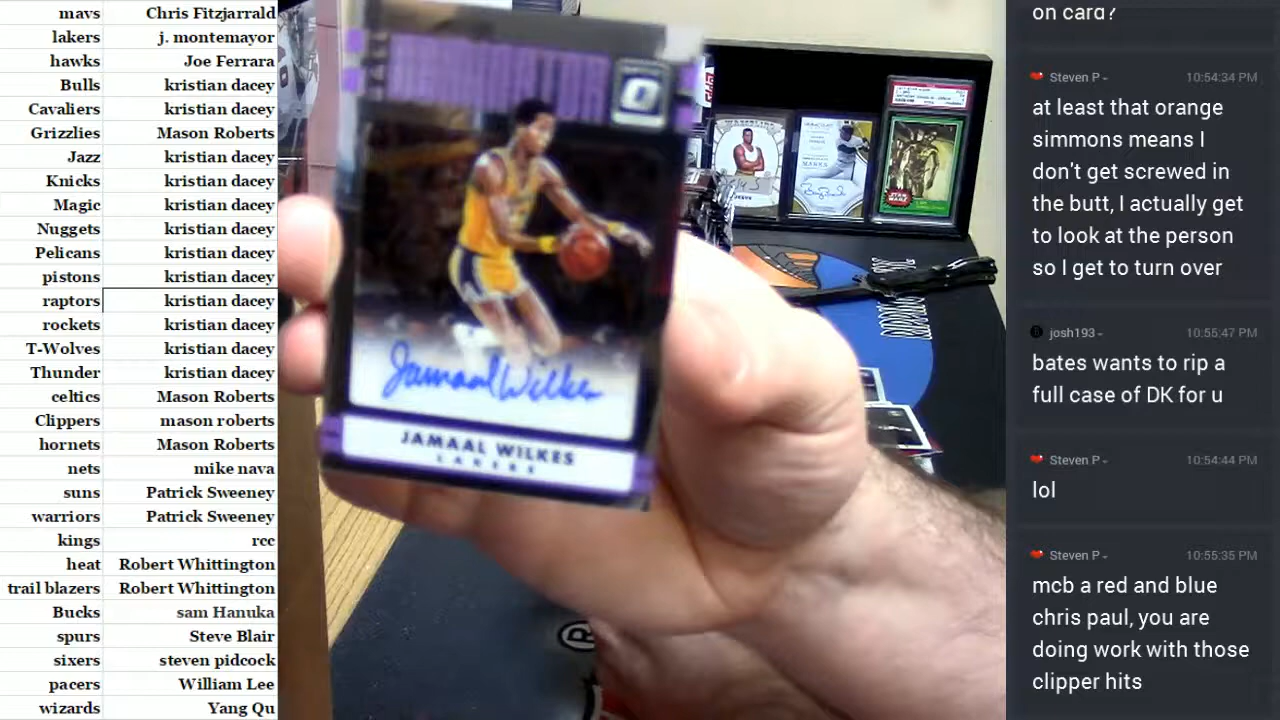 mavs Chris Fitzjarrald
lakers j. montemayor
hawks Joe Ferrara
Bulls kristian dacey
Cavaliers kristian dacey
Grizzlies Mason Roberts
Jazz kristian dacey
Knicks kristian dacey
Magic kristian dacey
Nuggets kristian dacey
Pelicans kristian dacey
pistons kristian dacey
raptors kristian dacey
rockets kristian dacey
T-Wolves kristian dacey
Thunder kristian dacey
celtics Mason Roberts
Clippers mason roberts
hornets Mason Roberts
nets mike nava
suns Patrick Sweeney
warriors Patrick Sweeney
kings rcc
heat Robert Whittington
trail blazers Robert Whittington
Bucks sam Hanuka
spurs Steve Blair
sixers steven pidcock
pacers William Lee
wizards Yang Qu
Jamaal Wilkes
JAMAAL WILKES
LAKERS
STAR
WARS
®
on card?
Steven P 10:54:34 PM
at least that orange
simmons means I
don't get screwed in
the butt, I actually get
to look at the person
so I get to turn over
josh193 10:55:47 PM
bates wants to rip a
full case of DK for u
Steven P 10:54:44 PM
lol
Steven P 10:55:35 PM
mcb a red and blue
chris paul, you are
doing work with those
clipper hits